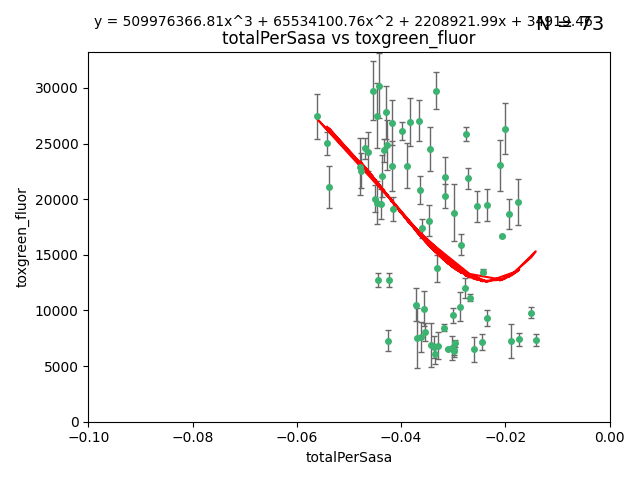 y = 509976366.81x^3 + 65534100.76x^2 + 2208921.99x + 34919.46
N = 73
totalPerSasa vs toxgreen_fluor
30000
25000
20000
15000
10000
5000
0
toxgreen_fluor
−0.10 −0.08 −0.06 −0.04 −0.02 0.00
totalPerSasa